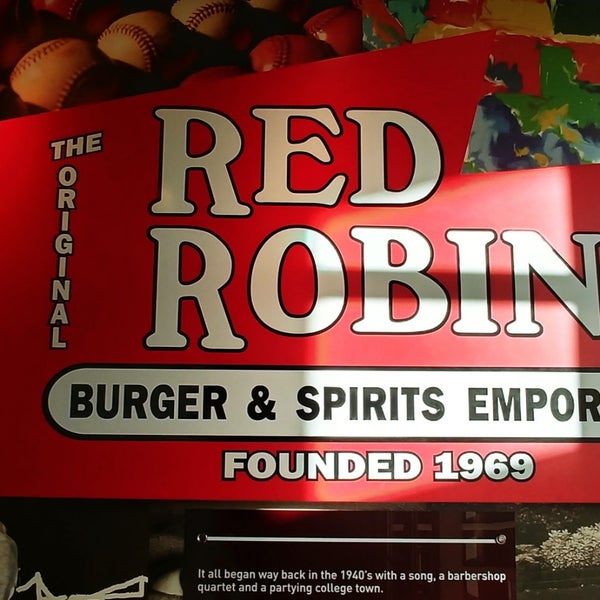 THE ORIGINAL
RED
ROBIN
BURGER & SPIRITS EMPOR
FOUNDED 1969
It all began way back in the 1940's with a song, a barbershop
quartet and a partying college town.